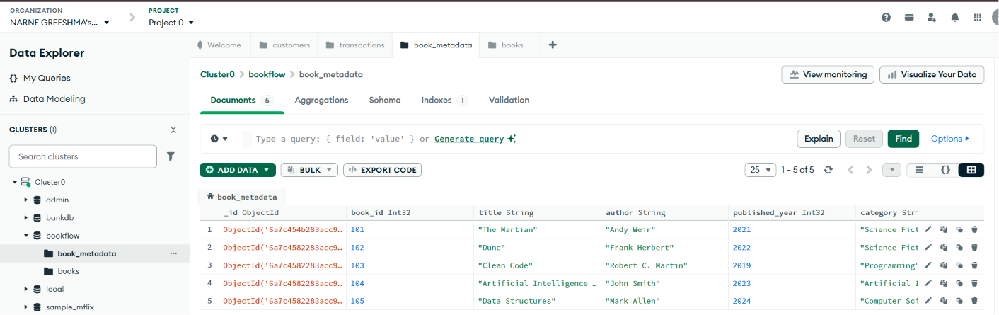 ORGANIZATION
NARNE GREESHMA's...
PROJECT
Project 0
Data Explorer
{} My Queries
Data Modeling
CLUSTERS (1)
Search clusters
Cluster0
admin
bankdb
bookflow
book_metadata
books
local
sample_mflix
Welcome customers transactions book_metadata books +
Cluster0 > bookflow > book_metadata
View monitoring Visualize Your Data
Documents 5 Aggregations Schema Indexes 1 Validation
Type a query: { field: 'value' } or Generate query
Explain Reset Find Options
ADD DATA BULK </> EXPORT CODE
25 1 – 5 of 5 {}
book_metadata
_id ObjectId book_id Int32 title String author String published_year Int32 category Str
1 ObjectId('6a7c454b283acc9… 101 "The Martian" "Andy Weir" 2021 "Science Fict
2 ObjectId('6a7c4582283acc9… 102 "Dune" "Frank Herbert" 2022 "Science Fict
3 ObjectId('6a7c4582283acc9… 103 "Clean Code" "Robert C. Martin" 2019 "Programming"
4 ObjectId('6a7c4582283acc9… 104 "Artificial Intelligence … "John Smith" 2023 "Artificial I
5 ObjectId('6a7c4582283acc9… 105 "Data Structures" "Mark Allen" 2024 "Computer Sci